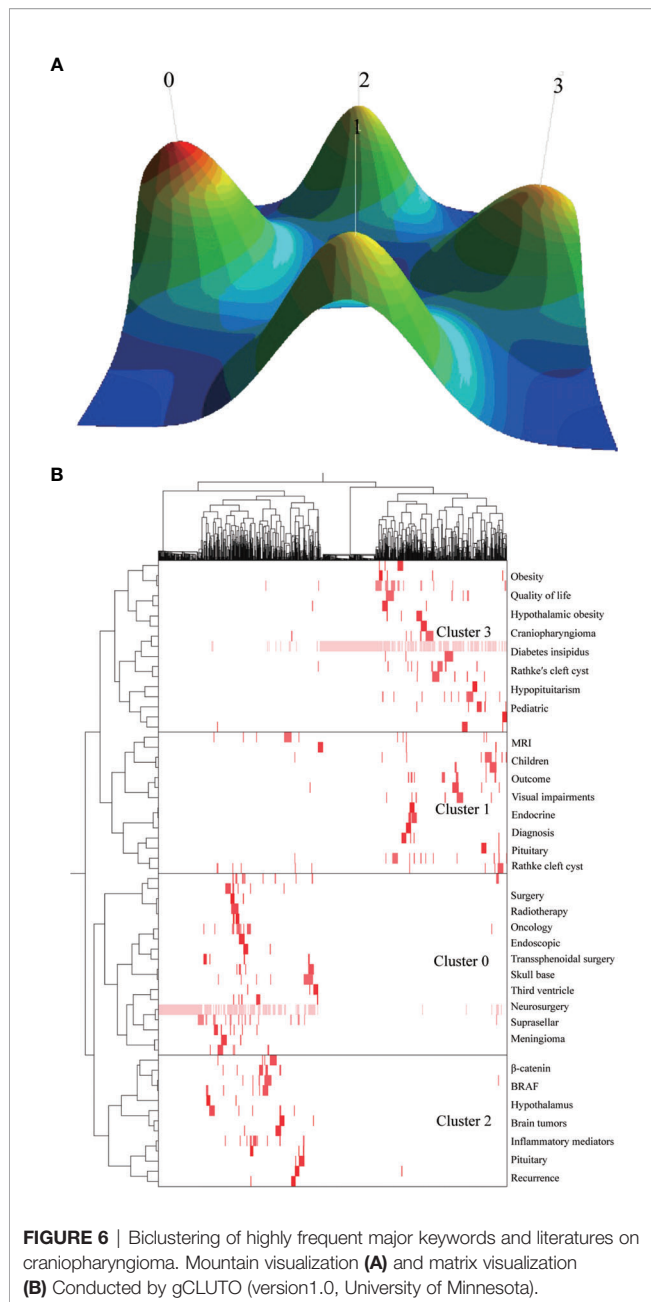 A
0
2
3
1
B
Obesity
Quality of life
Hypothalamic obesity
Cluster 3
Craniopharyngioma
Diabetes insipidus
Rathke's cleft cyst
Hypopituitarism
Pediatric
MRI
Children
Outcome
Visual impairments
Cluster 1
Endocrine
Diagnosis
Pituitary
Rathke cleft cyst
Surgery
Radiotherapy
Oncology
Endoscopic
Cluster 0
Transsphenoidal surgery
Skull base
Third ventricle
Neurosurgery
Suprasellar
Meningioma
β-catenin
BRAF
Hypothalamus
Cluster 2
Brain tumors
Inflammatory mediators
Pituitary
Recurrence
FIGURE 6 | Biclustering of highly frequent major keywords and literatures on
craniopharyngioma. Mountain visualization (A) and matrix visualization
(B) Conducted by gCLUTO (version1.0, University of Minnesota).